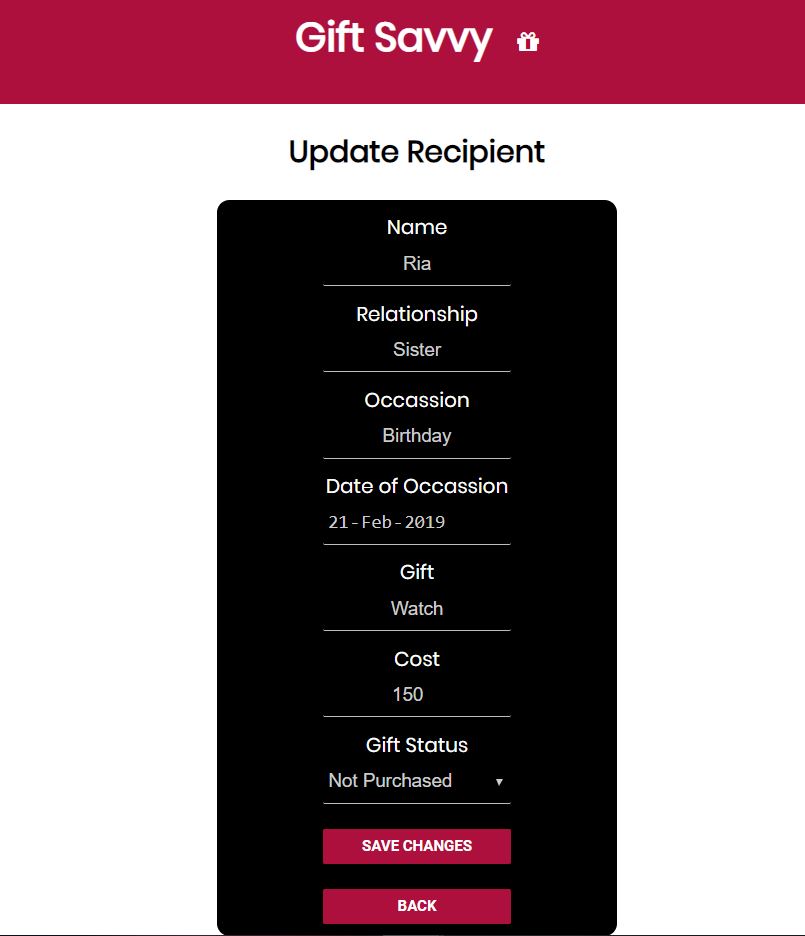 Gift Savvy
Update Recipient
Name
Ria
Relationship
Sister
Occassion
Birthday
Date of Occassion
21-Feb-2019
Gift
Watch
Cost
150
Gift Status
Not Purchased
SAVE CHANGES
BACK